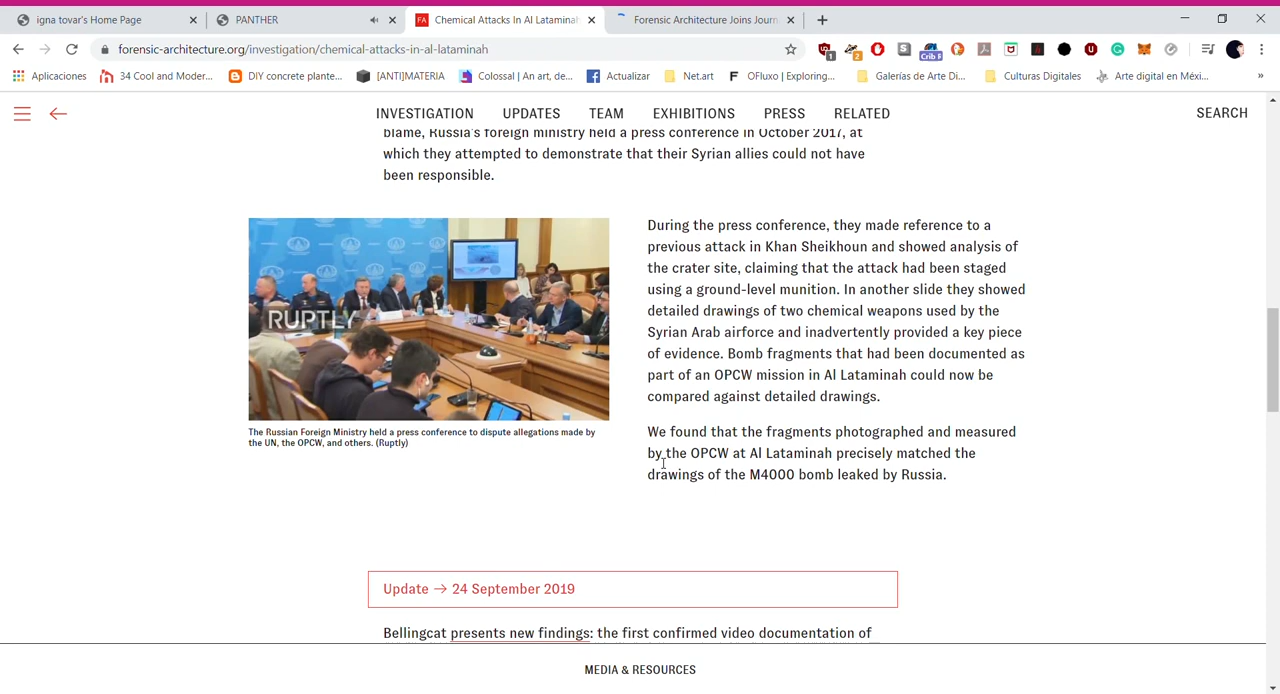 igna tovar's Home Page
PANTHER
Chemical Attacks In Al Lataminah
Forensic Architecture Joins Journ
forensic-architecture.org/investigation/chemical-attacks-in-al-lataminah
Aplicaciones
34 Cool and Moder...
DIY concrete plante...
[ANTI]MATERIA
Colossal | An art, de...
Actualizar
Net.art
OFluxo | Exploring...
Galerías de Arte Di...
Culturas Digitales
Arte digital en Méxi...
INVESTIGATION UPDATES TEAM EXHIBITIONS PRESS RELATED SEARCH
blame, Russia's foreign ministry held a press conference in October 2017, at
which they attempted to demonstrate that their Syrian allies could not have
been responsible.
RUPTLY
The Russian Foreign Ministry held a press conference to dispute allegations made by
the UN, the OPCW, and others. (Ruptly)
During the press conference, they made reference to a
previous attack in Khan Sheikhoun and showed analysis of
the crater site, claiming that the attack had been staged
using a ground-level munition. In another slide they showed
detailed drawings of two chemical weapons used by the
Syrian Arab airforce and inadvertently provided a key piece
of evidence. Bomb fragments that had been documented as
part of an OPCW mission in Al Lataminah could now be
compared against detailed drawings.
We found that the fragments photographed and measured
by the OPCW at Al Lataminah precisely matched the
drawings of the M4000 bomb leaked by Russia.
Update → 24 September 2019
Bellingcat presents new findings: the first confirmed video documentation of
MEDIA & RESOURCES